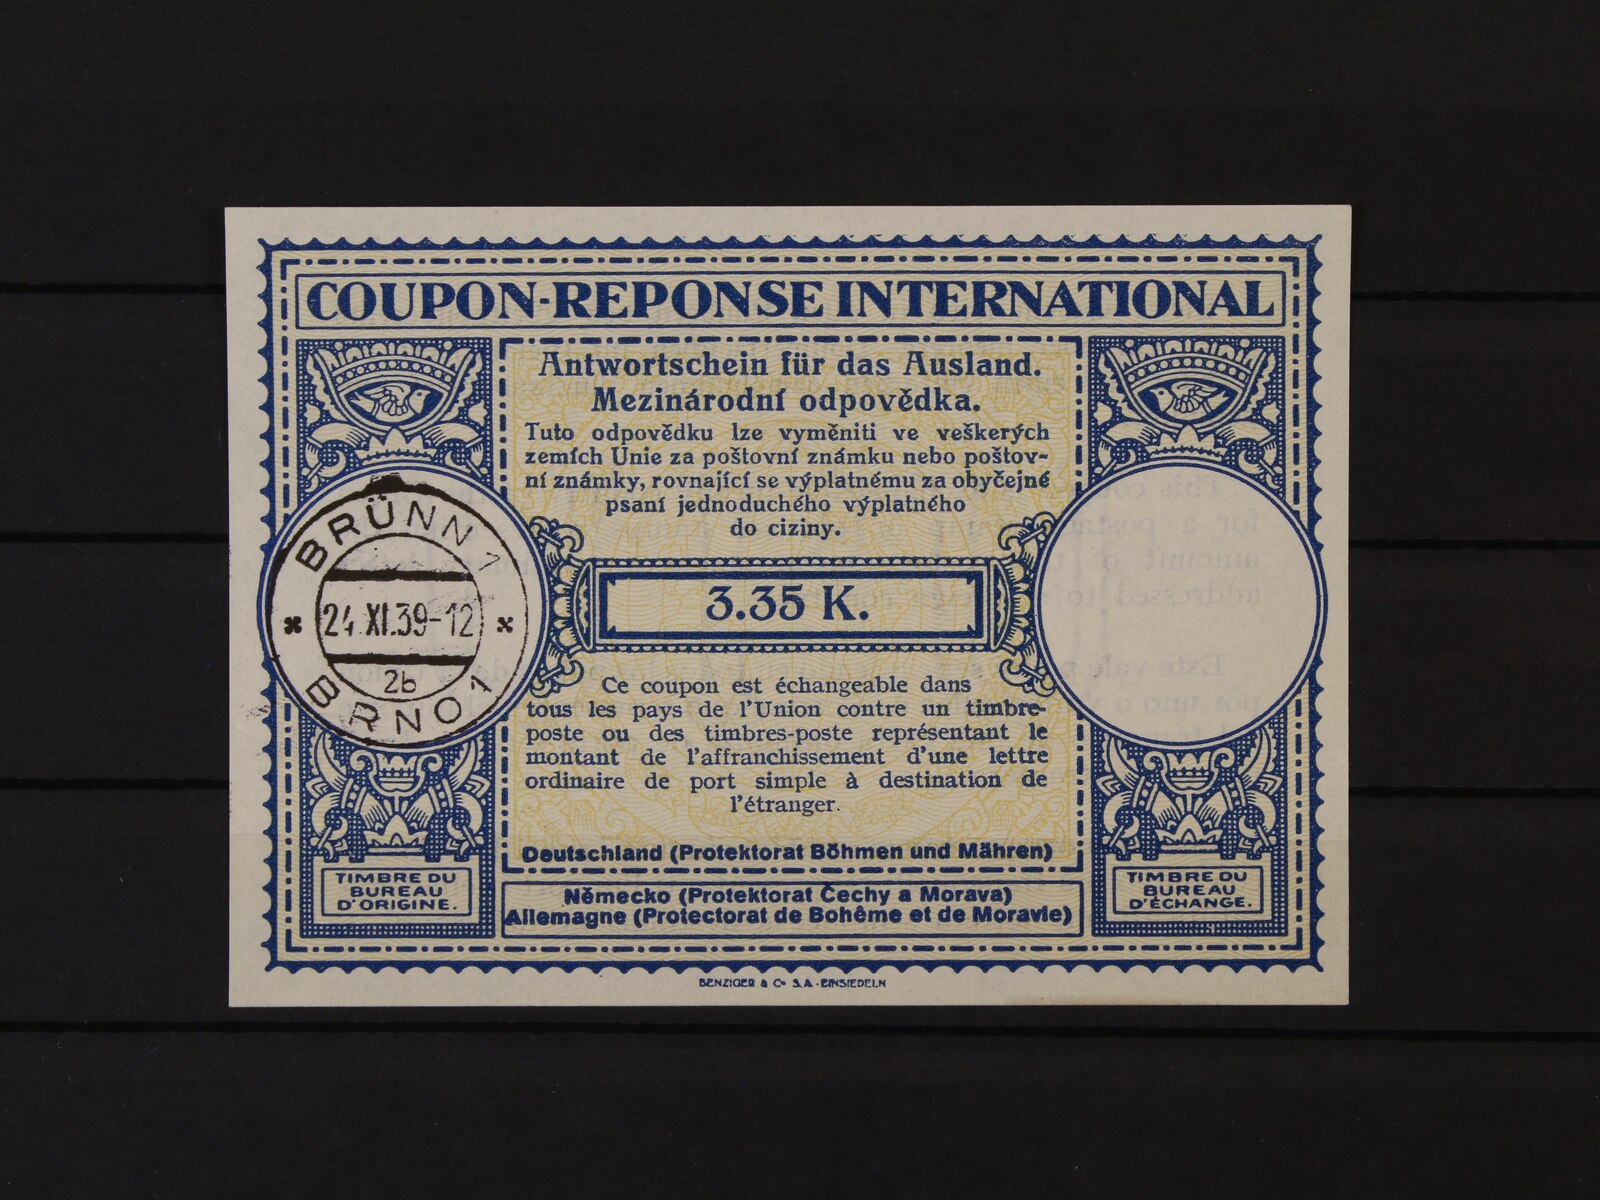 COUPON-REPONSE INTERNATIONAL
Antwortschein für das Ausland.
Mezinárodní odpovědka.
Tuto odpovědku lze vyměniti ve veškerých
zemích Unie za poštovní známku nebo poštov-
ní známky, rovnající se výplatnému za obyčejné
psaní jednoduchého výplatného
do ciziny.
BRÜNN 1
24.XI.39-12
2b
BRNO 1
3.35 K.
Ce coupon est échangeable dans
tous les pays de l'Union contre un timbre-
poste ou des timbres-poste représentant le
montant de l'affranchissement d'une lettre
ordinaire de port simple à destination de
l'étranger.
Deutschland (Protektorat Böhmen und Mähren)
Německo (Protektorat Čechy a Morava)
Allemagne (Protectorat de Bohême et de Moravie)
TIMBRE DU
BUREAU
D'ORIGINE.
TIMBRE DU
BUREAU
D'ÉCHANGE.
BENZIGER & Co S.A. · EINSIEDELN